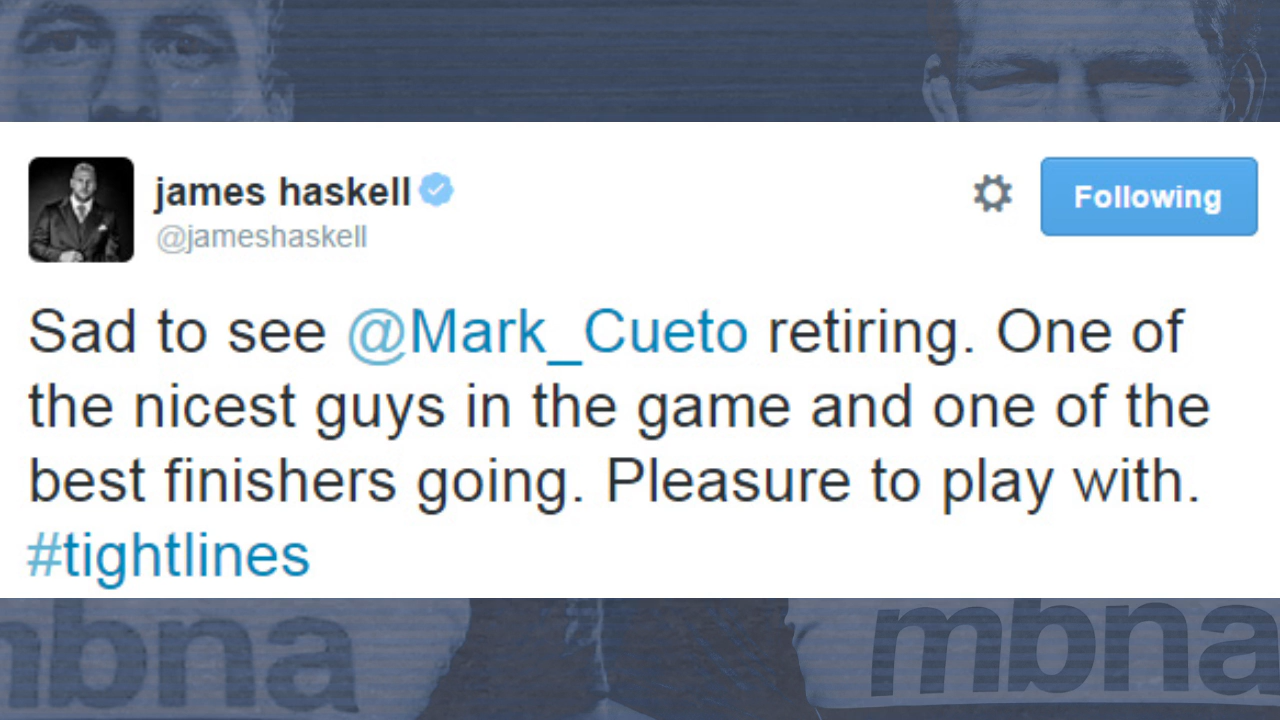 james haskell
@jameshaskell
Following
Sad to see @Mark_Cueto retiring. One of
the nicest guys in the game and one of the
best finishers going. Pleasure to play with.
#tightlines
mbna
mbna